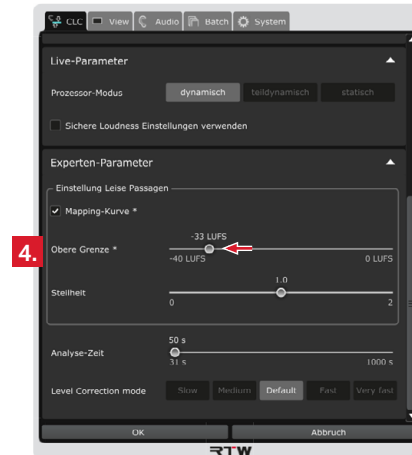 CLC View Audio Batch System
Live-Parameter
Prozessor-Modus dynamisch teildynamisch statisch
Sichere Loudness Einstellungen verwenden
Experten-Parameter
Einstellung Leise Passagen
Mapping-Kurve *
-33 LUFS
4. Obere Grenze *
-40 LUFS 0 LUFS
1.0
Steilheit
0 2
50 s
Analyse-Zeit
31 s 1000 s
Level Correction mode Slow Medium Default Fast Very fast
OK Abbruch
RTW